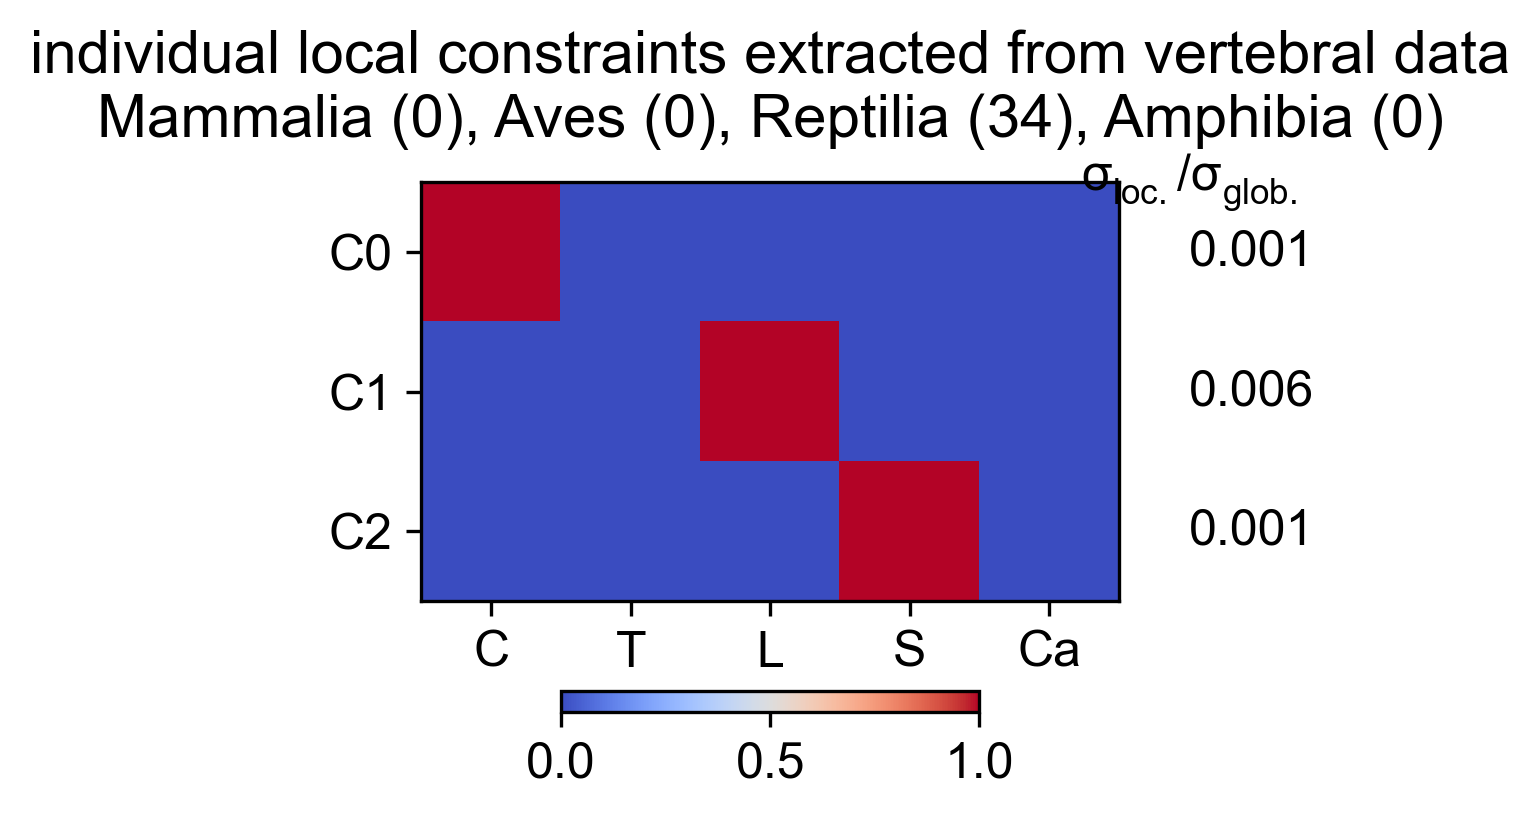 individual local constraints extracted from vertebral data
Mammalia (0), Aves (0), Reptilia (34), Amphibia (0)
σloc. /σglob.
C0 0.001
C1 0.006
C2 0.001
C T L S Ca
0.0 0.5 1.0